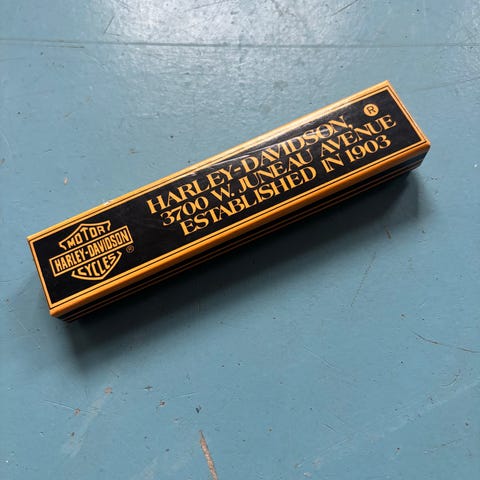 MOTOR
HARLEY-DAVIDSON
CYCLES
®
HARLEY-DAVIDSON, ®
3700 W. JUNEAU AVENUE
ESTABLISHED IN 1903